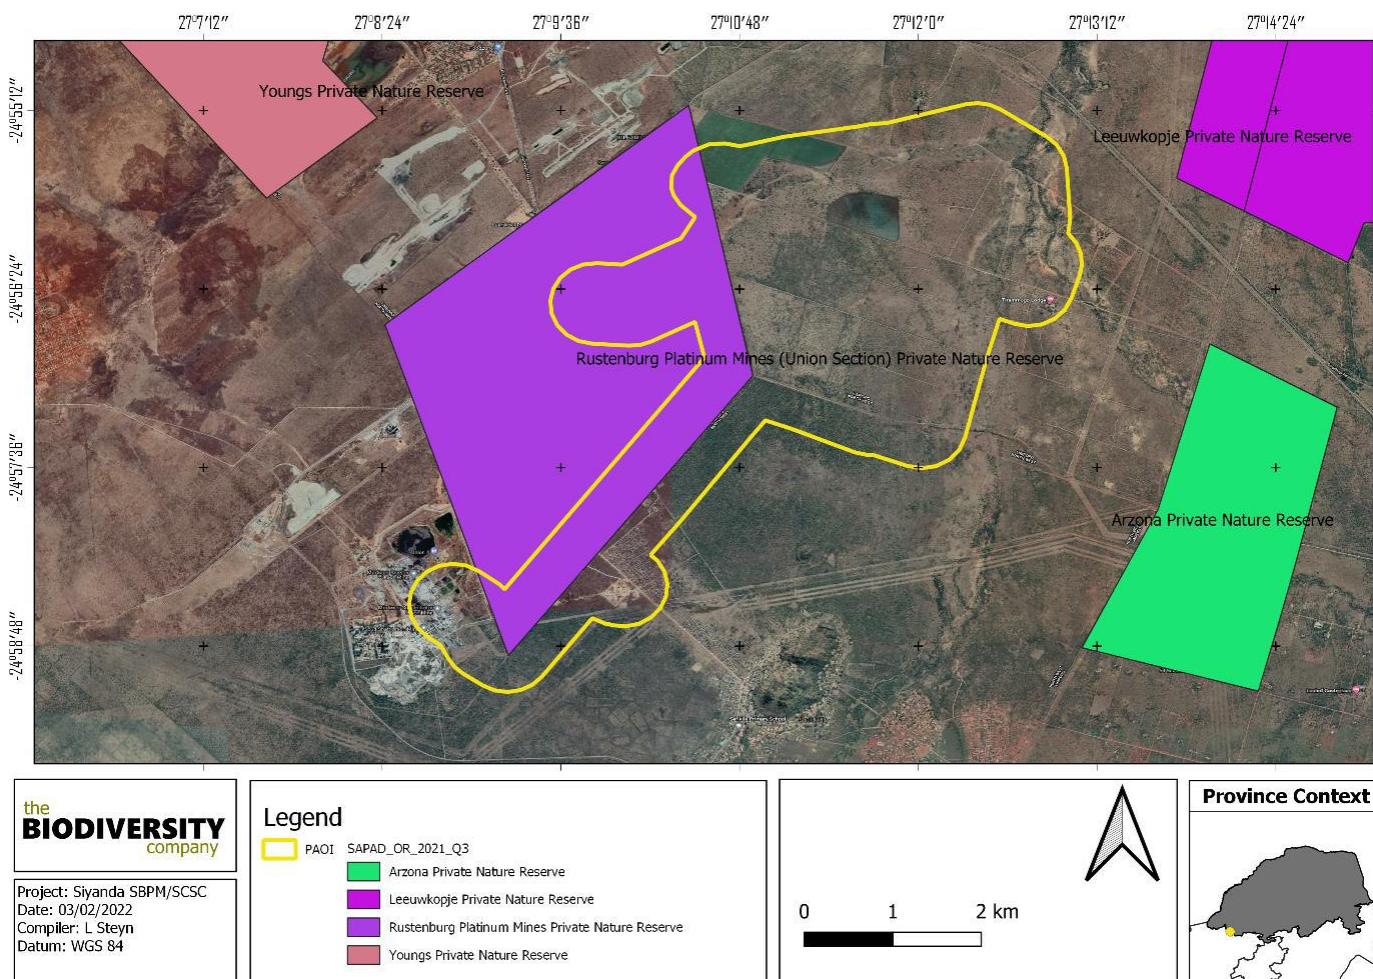 27°7'12" 27°8'24" 27°9'36" 27°10'48" 27°12'0" 27°13'12" 27°14'24"
-24°55'12"
-24°56'24"
-24°57'36"
-24°58'48"
Youngs Private Nature Reserve
Leeuwkopje Private Nature Reserve
Tirammogo Lodge
Rustenburg Platinum Mines (Union Section) Private Nature Reserve
Arzona Private Nature Reserve
the
BIODIVERSITY
company
Project: Siyanda SBPM/SCSC
Date: 03/02/2022
Compiler: L Steyn
Datum: WGS 84
Legend
PAOI SAPAD_OR_2021_Q3
Arzona Private Nature Reserve
Leeuwkopje Private Nature Reserve
Rustenburg Platinum Mines Private Nature Reserve
Youngs Private Nature Reserve
0 1 2 km
Province Context